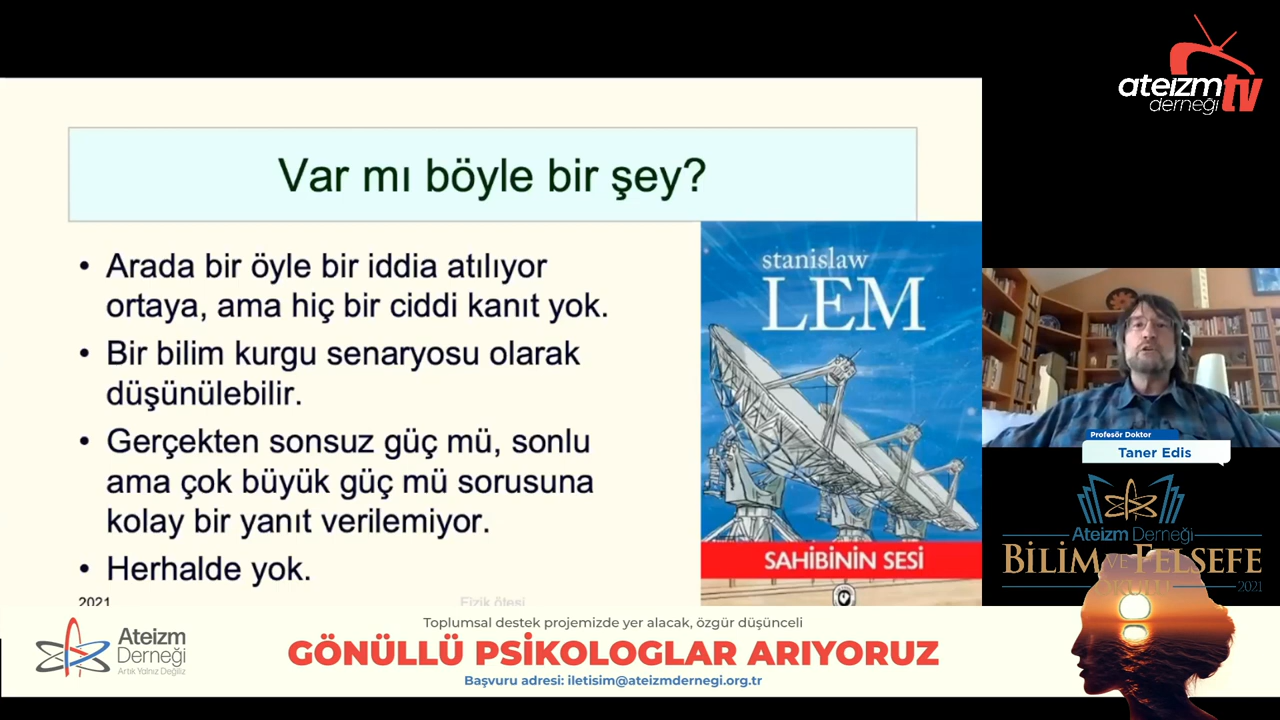 ateizm tv
derneği
Var mı böyle bir şey?
• Arada bir öyle bir iddia atılıyor
ortaya, ama hiç bir ciddi kanıt yok.
• Bir bilim kurgu senaryosu olarak
düşünülebilir.
• Gerçekten sonsuz güç mü, sonlu
ama çok büyük güç mü sorusuna
kolay bir yanıt verilemiyor.
• Herhalde yok.
2021
Fizik ötesi
stanislaw
LEM
SAHİBİNİN SESİ
Profesör Doktor
Taner Edis
Ateizm Derneği
BİLİM VE FELSEFE
OKULU
2021
Ateizm
Derneği
Artık Yalnız Değiliz
Toplumsal destek projemizde yer alacak, özgür düşünceli
GÖNÜLLÜ PSİKOLOGLAR ARIYORUZ
Başvuru adresi: iletisim@ateizmdernegi.org.tr